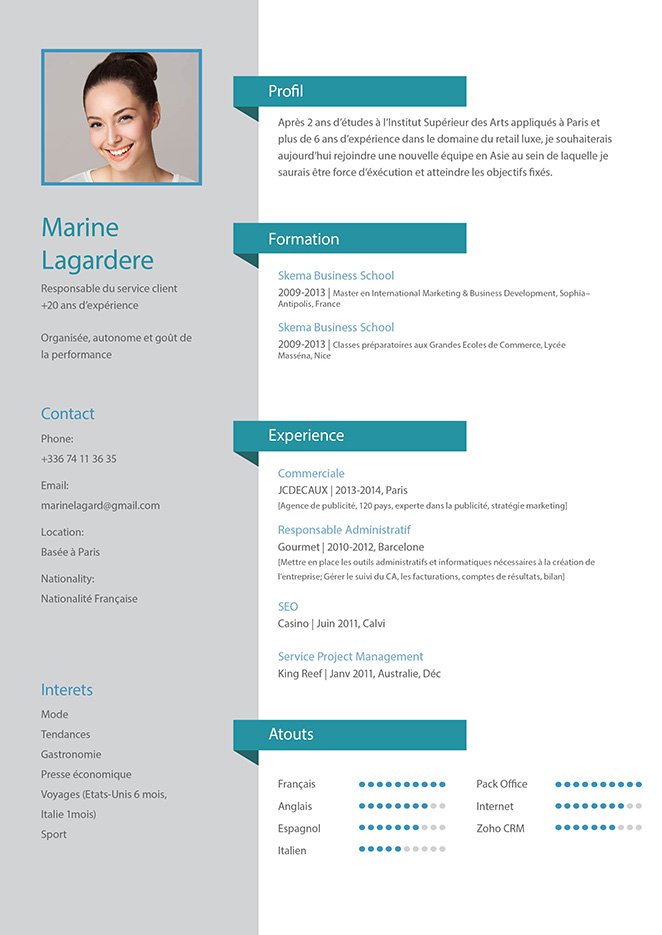 Marine
Lagardere
Responsable du service client
+20 ans d'expérience
Organisée, autonome et goût de
la performance
Contact
Phone:
+336 74 11 36 35
Email:
marinelagard@gmail.com
Location:
Basée à Paris
Nationality:
Nationalité Française
Interets
Mode
Tendances
Gastronomie
Presse économique
Voyages (Etats-Unis 6 mois,
Italie 1mois)
Sport
Profil
Après 2 ans d'études à l'Institut Supérieur des Arts appliqués à Paris et
plus de 6 ans d'expérience dans le domaine du retail luxe, je souhaiterais
aujourd'hui rejoindre une nouvelle équipe en Asie au sein de laquelle je
saurais être force d'éxécution et atteindre les objectifs fixés.
Formation
Skema Business School
2009-2013 | Master en International Marketing & Business Development, Sophia–
Antipolis, France
Skema Business School
2009-2013 | Classes préparatoires aux Grandes Ecoles de Commerce, Lycée
Masséna, Nice
Experience
Commerciale
JCDECAUX | 2013-2014, Paris
[Agence de publicité, 120 pays, experte dans la publicité, stratégie marketing]
Responsable Administratif
Gourmet | 2010-2012, Barcelone
[Mettre en place les outils administratifs et informatiques nécessaires à la création de
l'entreprise; Gérer le suivi du CA, les facturations, comptes de résultats, bilan]
SEO
Casino | Juin 2011, Calvi
Service Project Management
King Reef | Janv 2011, Australie, Déc
Atouts
Français
Anglais
Espagnol
Italien
Pack Office
Internet
Zoho CRM